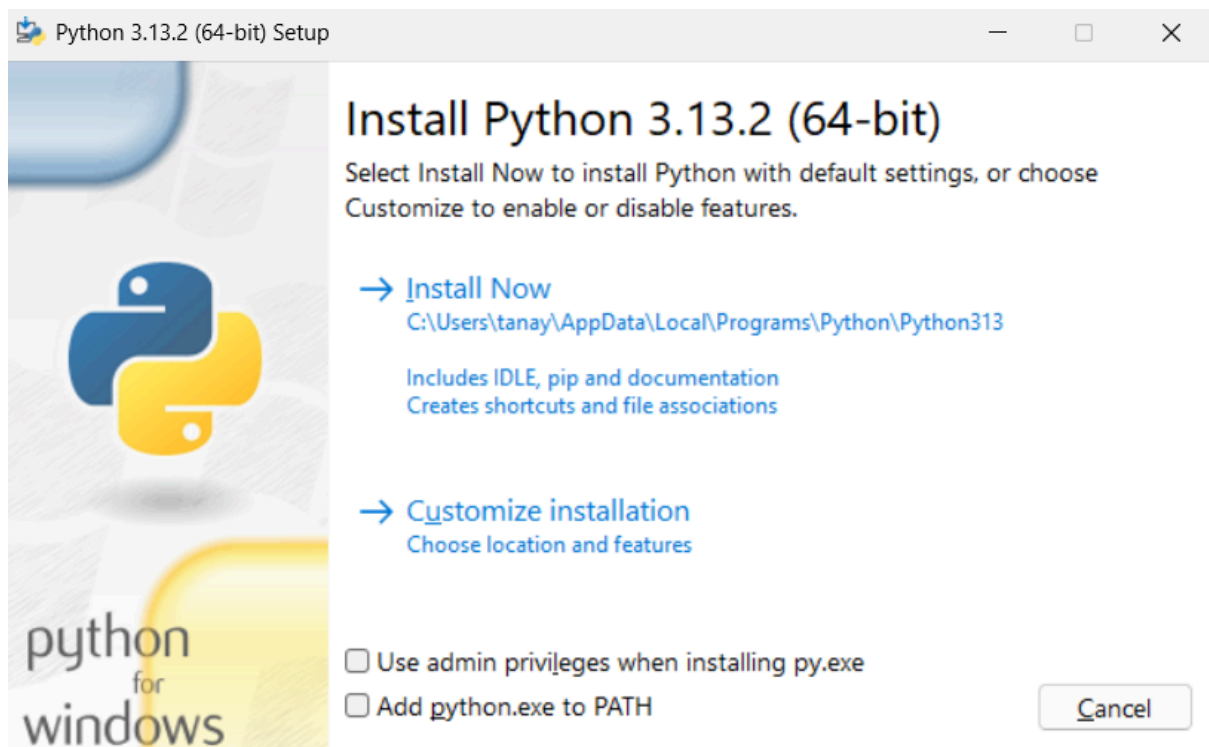 Python 3.13.2 (64-bit) Setup
Install Python 3.13.2 (64-bit)
Select Install Now to install Python with default settings, or choose
Customize to enable or disable features.
Install Now
C:\Users\tanay\AppData\Local\Programs\Python\Python313
Includes IDLE, pip and documentation
Creates shortcuts and file associations
Customize installation
Choose location and features
python
for
windows
Use admin privileges when installing py.exe
Add python.exe to PATH
Cancel